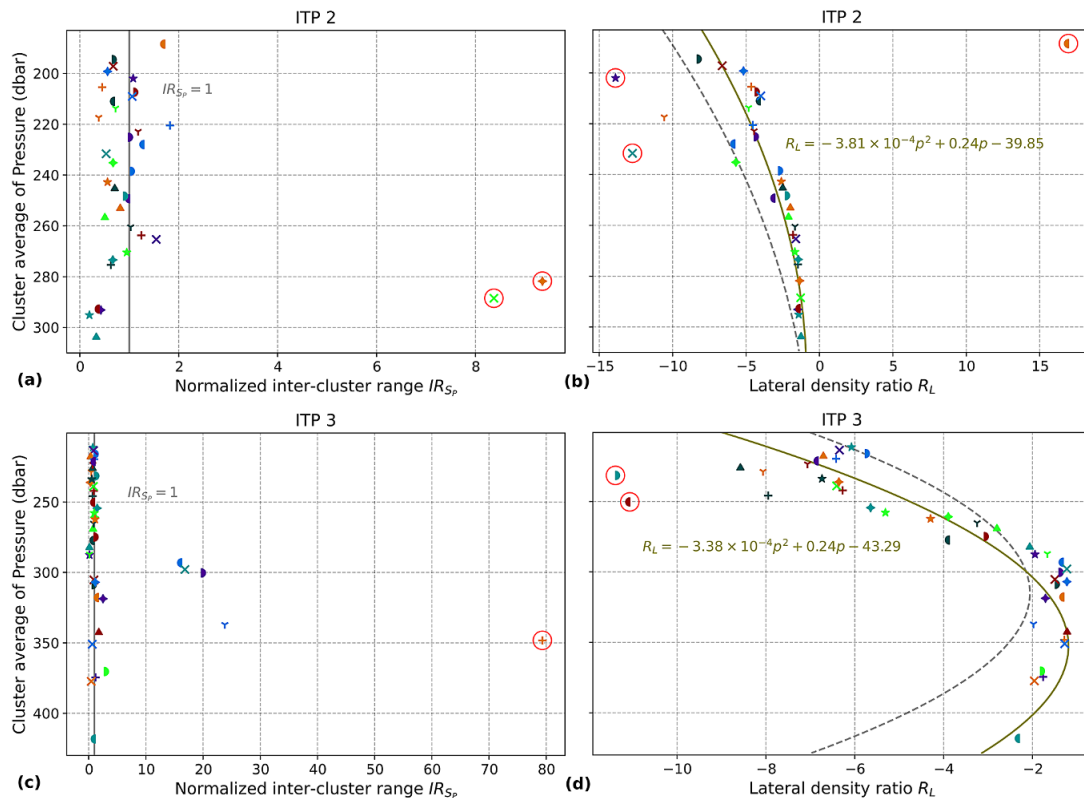 ITP 2
ITP 2
Cluster average of Pressure (dbar)
200
220
240
260
280
300
IR_{S_P} = 1
0 2 4 6 8
(a)
Normalized inter-cluster range IR_{S_P}
R_L = − 3.81 × 10^{-4}p^2 + 0.24p − 39.85
−15 −10 −5 0 5 10 15
(b)
Lateral density ratio R_L
ITP 3
ITP 3
Cluster average of Pressure (dbar)
250
300
350
400
IR_{S_P} = 1
0 10 20 30 40 50 60 70 80
(c)
Normalized inter-cluster range IR_{S_P}
R_L = − 3.38 × 10^{-4}p^2 + 0.24p − 43.29
−10 −8 −6 −4 −2
(d)
Lateral density ratio R_L